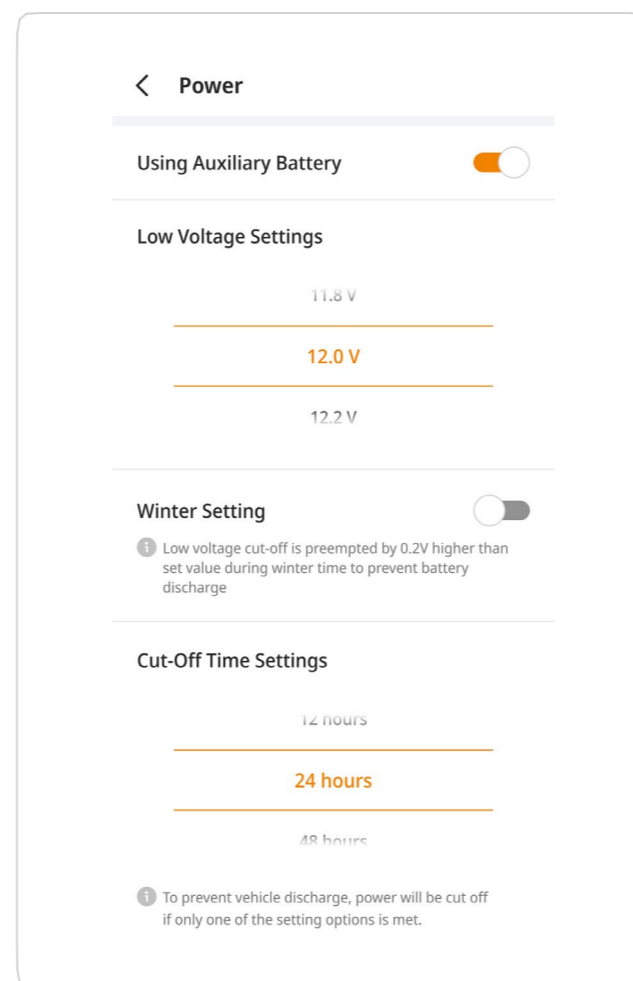 Power
Using Auxiliary Battery
Low Voltage Settings
11.8 V
12.0 V
12.2 V
Winter Setting
Low voltage cut-off is preempted by 0.2V higher than
set value during winter time to prevent battery
discharge
Cut-Off Time Settings
12 hours
24 hours
48 hours
To prevent vehicle discharge, power will be cut off
if only one of the setting options is met.